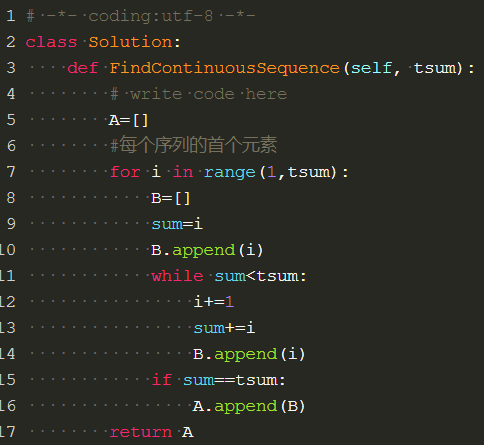 1 # -*- coding:utf-8 -*-
2 class Solution:
3     def FindContinuousSequence(self, tsum):
4         # write code here
5         A=[]
6         #每个序列的首个元素
7         for i in range(1,tsum):
8             B=[]
9             sum=i
10             B.append(i)
11             while sum<tsum:
12                 i+=1
13                 sum+=i
14                 B.append(i)
15             if sum==tsum:
16                 A.append(B)
17         return A